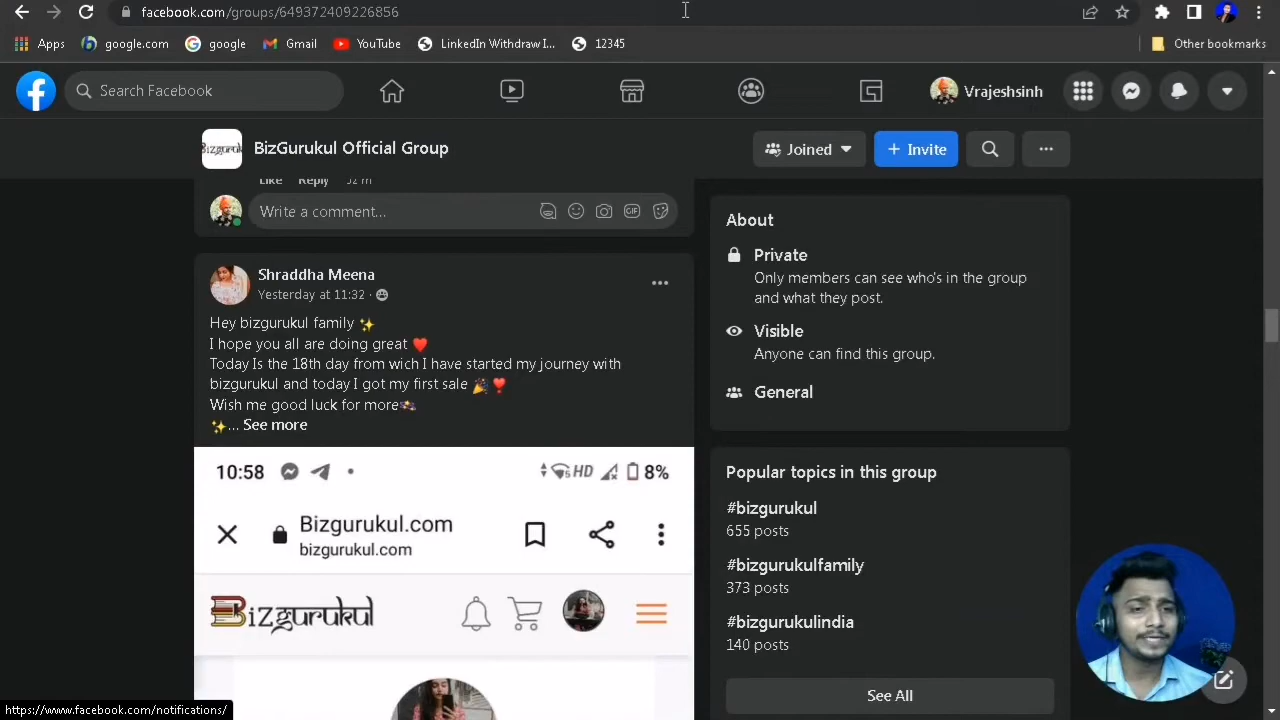 facebook.com/groups/649372409226856
Apps google.com google Gmail YouTube LinkedIn Withdraw I... 12345 Other bookmarks
Search Facebook Vrajeshsinh
Bizguruk BizGurukul Official Group Joined + Invite ...
Like Reply 52 m
Write a comment... GIF
Shraddha Meena
Yesterday at 11:32 ·
Hey bizgurukul family ✨
I hope you all are doing great ❤️
Today Is the 18th day from wich I have started my journey with
bizgurukul and today I got my first sale 🎉❣️
Wish me good luck for more
✨... See more
10:58 HD 8%
Bizgurukul.com
bizgurukul.com
Bizgurukul
About
Private
Only members can see who's in the group
and what they post.
Visible
Anyone can find this group.
General
Popular topics in this group
#bizgurukul
655 posts
#bizgurukulfamily
373 posts
#bizgurukulindia
140 posts
See All
https://www.facebook.com/notifications/